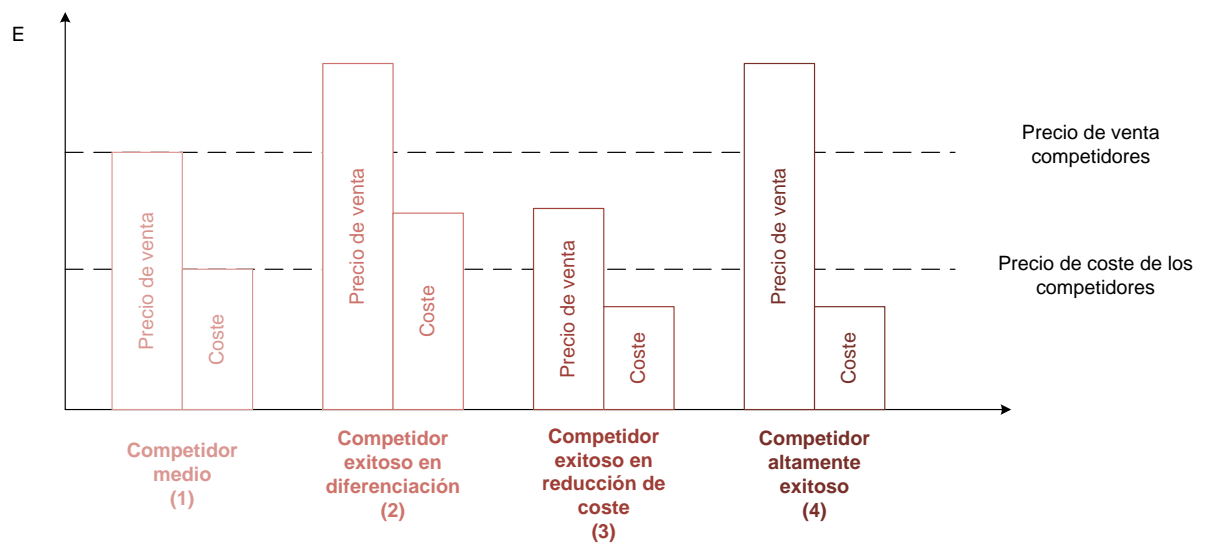 E
Precio de venta
competidores
Precio de coste de los
competidores
Precio de venta
Coste
Precio de venta
Coste
Precio de venta
Coste
Precio de venta
Coste
Competidor
medio
(1)
Competidor
exitoso en
diferenciación
(2)
Competidor
exitoso en
reducción de
coste
(3)
Competidor
altamente
exitoso
(4)